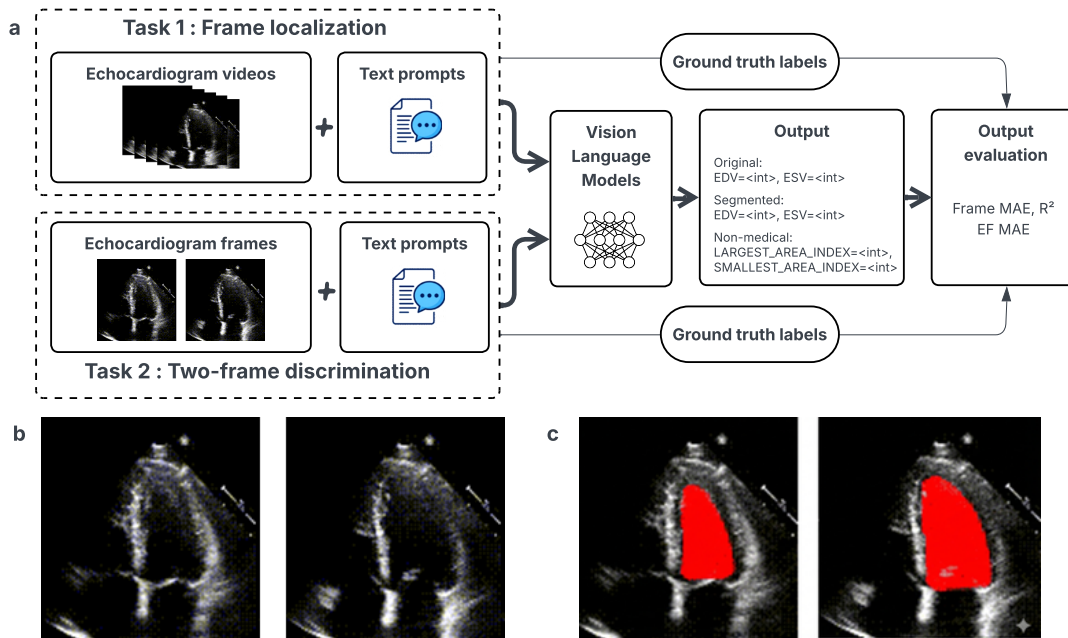 a
Task 1 : Frame localization
Echocardiogram videos
Text prompts
Ground truth labels
Vision
Language
Models
Output
Original:
EDV=<int>, ESV=<int>
Segmented:
EDV=<int>, ESV=<int>
Non-medical:
LARGEST_AREA_INDEX=<int>,
SMALLEST_AREA_INDEX=<int>
Output
evaluation
Frame MAE, R²
EF MAE
Echocardiogram frames
Text prompts
Ground truth labels
Task 2 : Two-frame discrimination
b
c